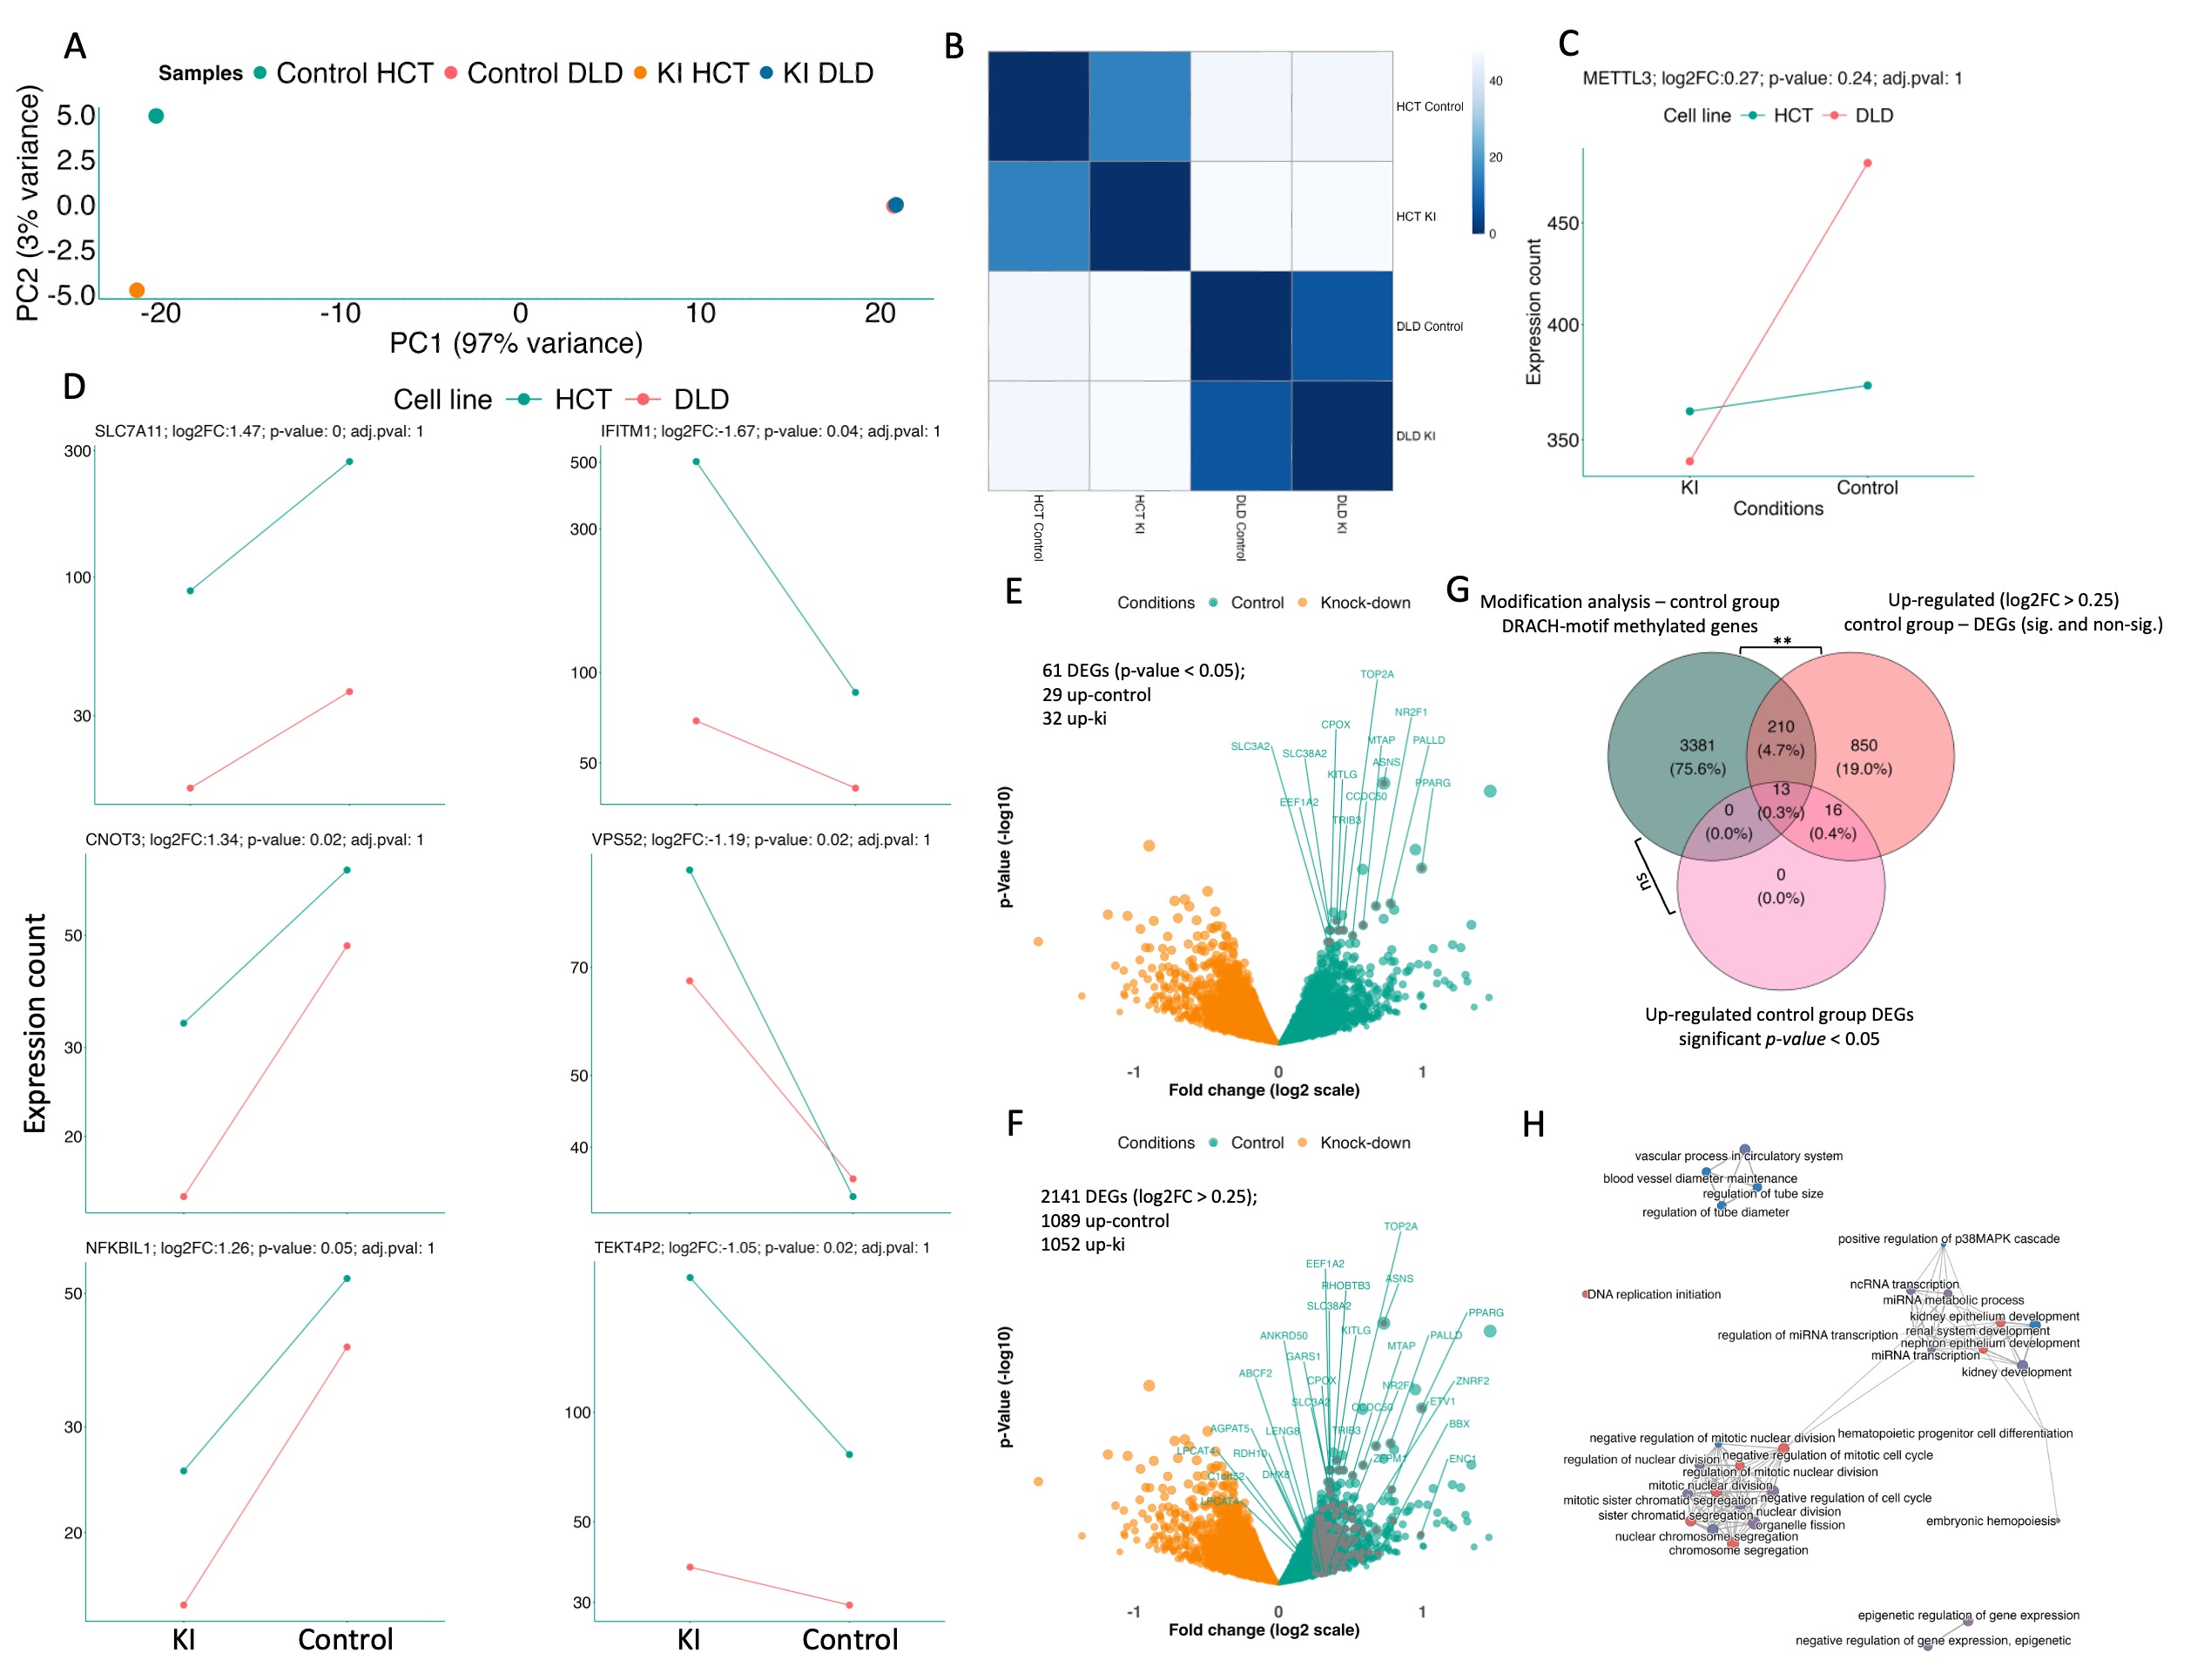 A
Samples Control HCT Control DLD KI HCT KI DLD
PC2 (3% variance)
5.0
2.5
0.0
-2.5
-5.0
-20 -10 0 10 20
PC1 (97% variance)
B
HCT Control
HCT KI
DLD Control
DLD KI
HCT Control
HCT KI
DLD Control
DLD KI
40
20
0
C
METTL3; log2FC:0.27; p-value: 0.24; adj.pval: 1
Cell line HCT DLD
Expression count
450
400
350
KI Control
Conditions
D
Cell line HCT DLD
Expression count
SLC7A11; log2FC:1.47; p-value: 0; adj.pval: 1
300
100
30
IFITM1; log2FC:-1.67; p-value: 0.04; adj.pval: 1
500
300
100
50
CNOT3; log2FC:1.34; p-value: 0.02; adj.pval: 1
50
30
20
VPS52; log2FC:-1.19; p-value: 0.02; adj.pval: 1
70
50
40
NFKBIL1; log2FC:1.26; p-value: 0.05; adj.pval: 1
50
30
20
KI Control
TEKT4P2; log2FC:-1.05; p-value: 0.02; adj.pval: 1
100
50
30
KI Control
E
Conditions Control Knock-down
61 DEGs (p-value < 0.05);
29 up-control
32 up-ki
TOP2A
NR2F1
CPOX
SLC3A2
SLC38A2
MTAP
PALLD
ASNS
KITLG
PPARG
CCDC50
EEF1A2
TRIB3
p-Value (-log10)
-1 0 1
Fold change (log2 scale)
F
Conditions Control Knock-down
2141 DEGs (log2FC > 0.25);
1089 up-control
1052 up-ki
TOP2A
EEF1A2
RHOBTB3
ASNS
SLC38A2
PPARG
ANKRD50
KITLG
PALLD
GARS1
MTAP
ABCF2
CPOX
NR2F1
ZNRF2
SLC3A2
CCDC50
ETV1
AGPAT5
LENG8
TRIB3
BBX
LPCAT4
RDH10
ZFPM1
ENC1
C1orf52
DHX8
LPCAT4
p-Value (-log10)
-1 0 1
Fold change (log2 scale)
G
Modification analysis – control group
DRACH-motif methylated genes
Up-regulated (log2FC > 0.25)
control group – DEGs (sig. and non-sig.)
**
ns
3381
(75.6%)
210
(4.7%)
850
(19.0%)
13
(0.3%)
0
(0.0%)
16
(0.4%)
0
(0.0%)
Up-regulated control group DEGs
significant p-value < 0.05
H
vascular process in circulatory system
blood vessel diameter maintenance
regulation of tube size
regulation of tube diameter
positive regulation of p38MAPK cascade
ncRNA transcription
DNA replication initiation
miRNA metabolic process
kidney epithelium development
regulation of miRNA transcription
renal system development
nephron epithelium development
miRNA transcription
kidney development
hematopoietic progenitor cell differentiation
negative regulation of mitotic nuclear division
negative regulation of mitotic cell cycle
regulation of nuclear division
regulation of mitotic nuclear division
mitotic nuclear division
mitotic sister chromatid segregation
negative regulation of cell cycle
sister chromatid segregation
nuclear division
organelle fission
embryonic hemopoiesis
nuclear chromosome segregation
chromosome segregation
epigenetic regulation of gene expression
negative regulation of gene expression, epigenetic